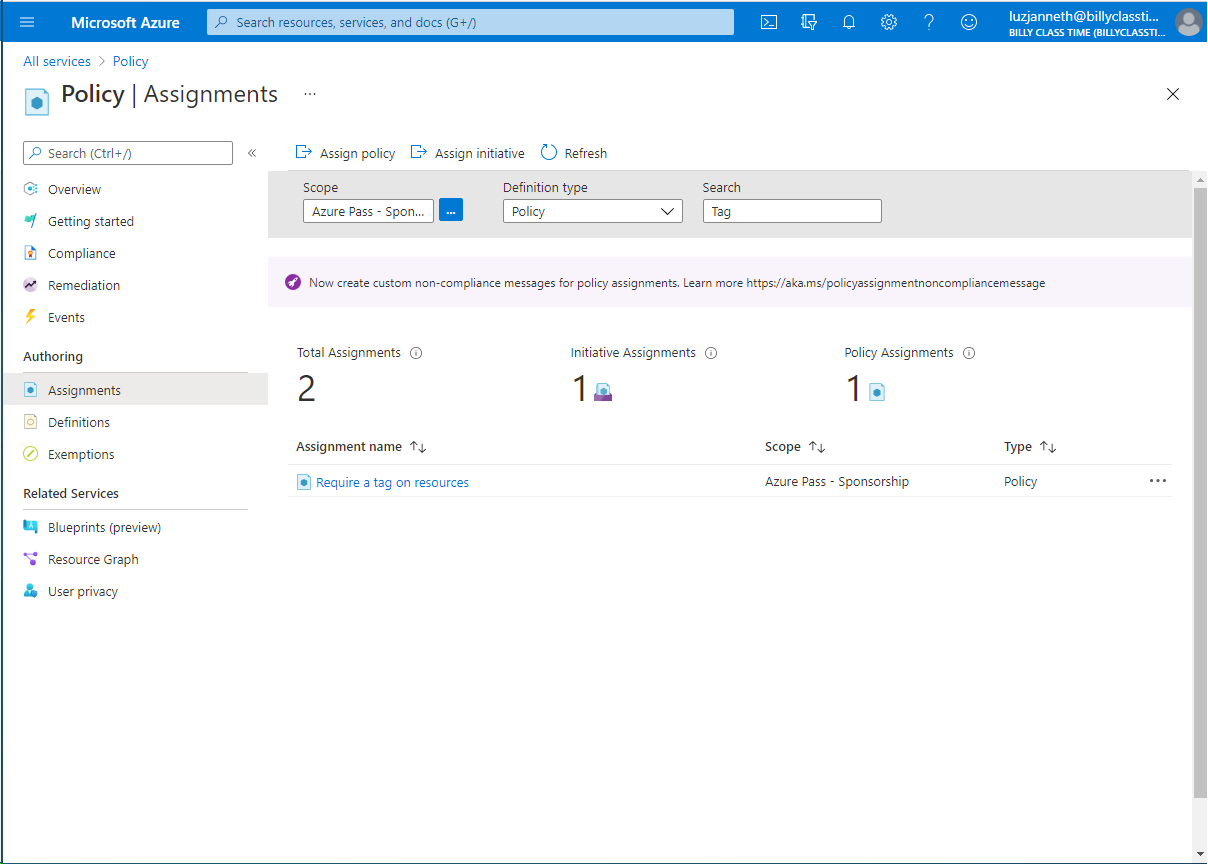 Microsoft Azure
Search resources, services, and docs (G+/)
luzjanneth@billyclassti...
BILLY CLASS TIME (BILLYCLASSTI...
All services > Policy
Policy | Assignments ...
Search (Ctrl+/)
«
Assign policy
Assign initiative
Refresh
Overview
Getting started
Compliance
Remediation
Events
Authoring
Assignments
Definitions
Exemptions
Related Services
Blueprints (preview)
Resource Graph
User privacy
Scope
Azure Pass - Spon...
...
Definition type
Policy
Search
Tag
Now create custom non-compliance messages for policy assignments. Learn more https://aka.ms/policyassignmentnoncompliancemessage
Total Assignments
2
Initiative Assignments
1
Policy Assignments
1
Assignment name ↑↓ Scope ↑↓ Type ↑↓
Require a tag on resources Azure Pass - Sponsorship Policy ...